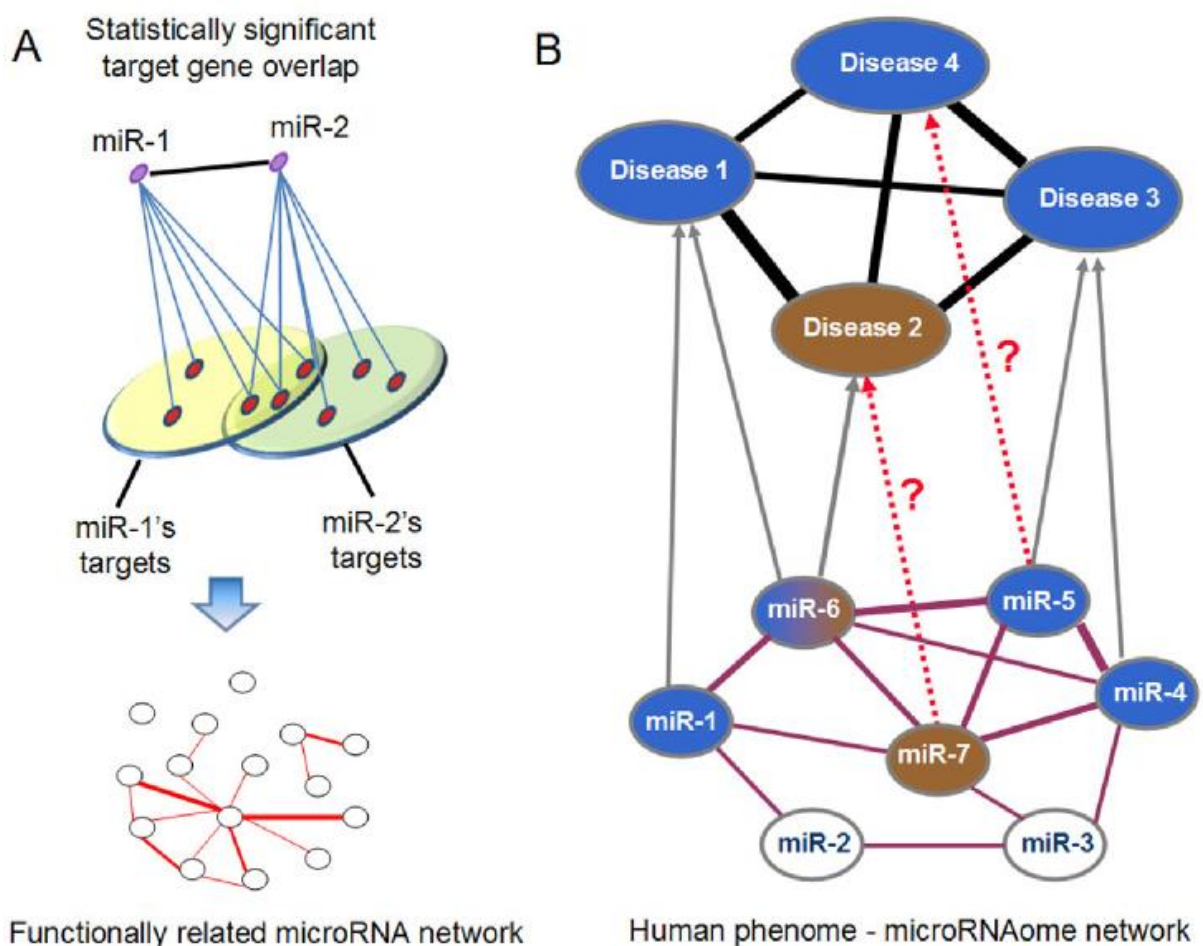 A
Statistically significant
target gene overlap
miR-1
miR-2
miR-1's
targets
miR-2's
targets
Functionally related microRNA network
B
Disease 4
Disease 1
Disease 3
Disease 2
?
?
miR-6
miR-5
miR-4
miR-1
miR-7
miR-2
miR-3
Human phenome - microRNAome network